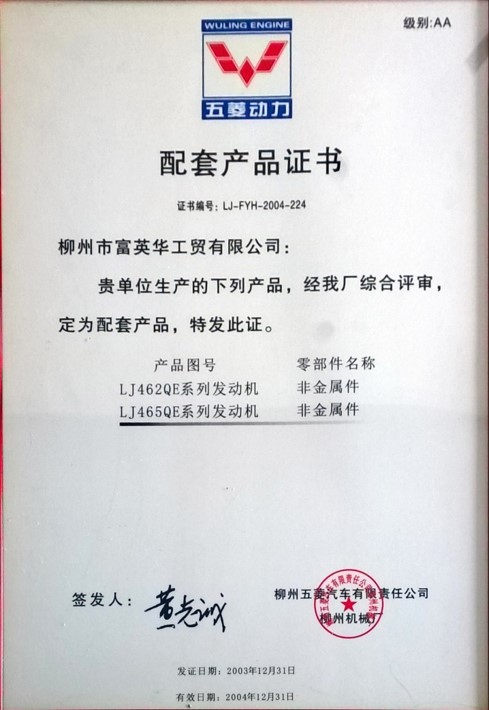 级别:AA
WULING ENGINE
五菱动力
配套产品证书
证书编号: LJ-FYH-2004-224
柳州市富英华工贸有限公司:
贵单位生产的下列产品，经我厂综合评审，
定为配套产品，特发此证。
产品图号 零部件名称
LJ462QE系列发动机 非金属件
LJ465QE系列发动机 非金属件
签发人: 黄光诚
柳州五菱汽车有限责任公司
柳州机械厂
发证日期: 2003年12月31日
有效日期: 2004年12月31日